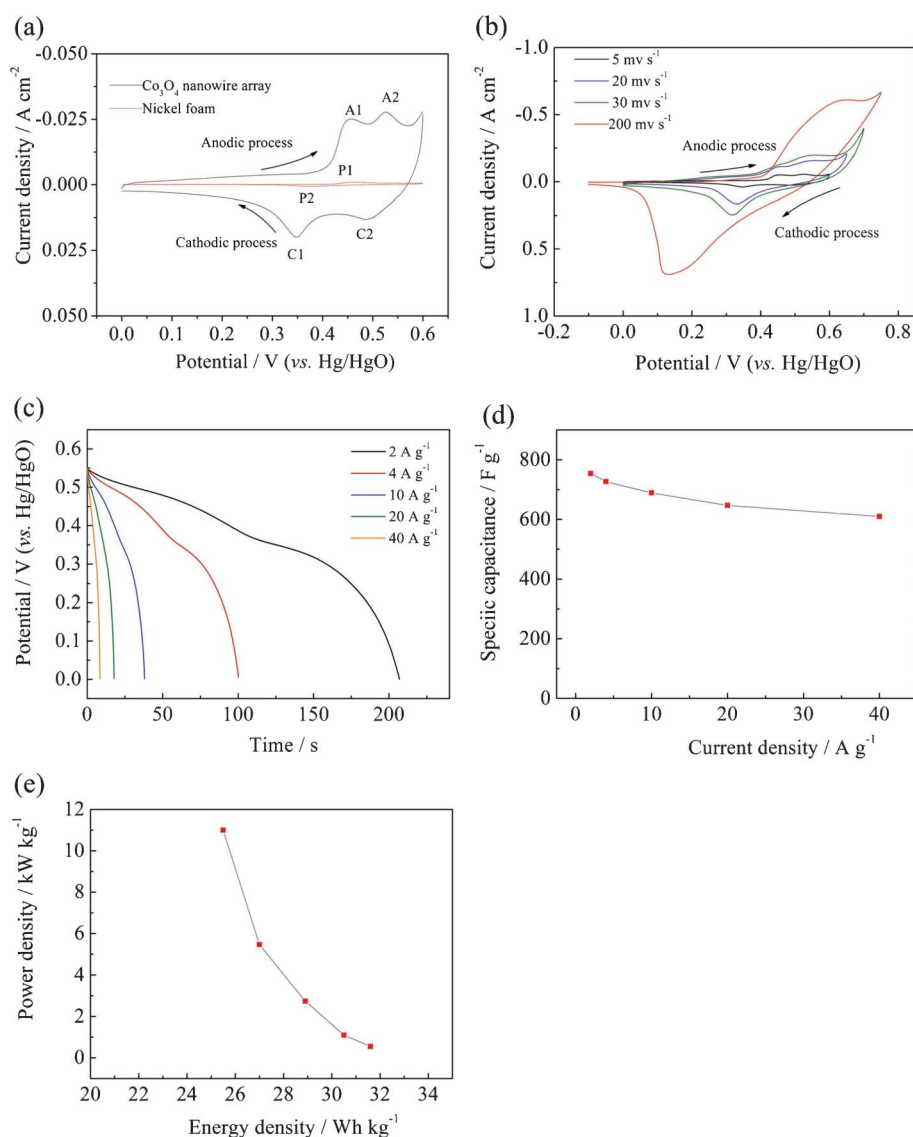 (a)
-0.050
-0.025
0.000
0.025
0.050
Current density / A cm⁻²
Co₃O₄ nanowire array
Nickel foam
A1
A2
Anodic process
P1
P2
Cathodic process
C1
C2
0.0 0.1 0.2 0.3 0.4 0.5 0.6
Potential / V (vs. Hg/HgO)
(b)
-1.0
-0.5
0.0
0.5
1.0
Current density / A cm⁻²
5 mv s⁻¹
20 mv s⁻¹
30 mv s⁻¹
200 mv s⁻¹
Anodic process
Cathodic process
-0.2 0.0 0.2 0.4 0.6 0.8
Potential / V (vs. Hg/HgO)
(c)
0.6
0.5
0.4
0.3
0.2
0.1
0.0
Potential / V (vs. Hg/HgO)
2 A g⁻¹
4 A g⁻¹
10 A g⁻¹
20 A g⁻¹
40 A g⁻¹
0 50 100 150 200
Time / s
(d)
800
600
400
200
0
Speciic capacitance / F g⁻¹
0 10 20 30 40
Current density / A g⁻¹
(e)
12
11
10
8
6
4
2
0
Power density / kW kg⁻¹
20 22 24 26 28 30 32 34
Energy density / Wh kg⁻¹